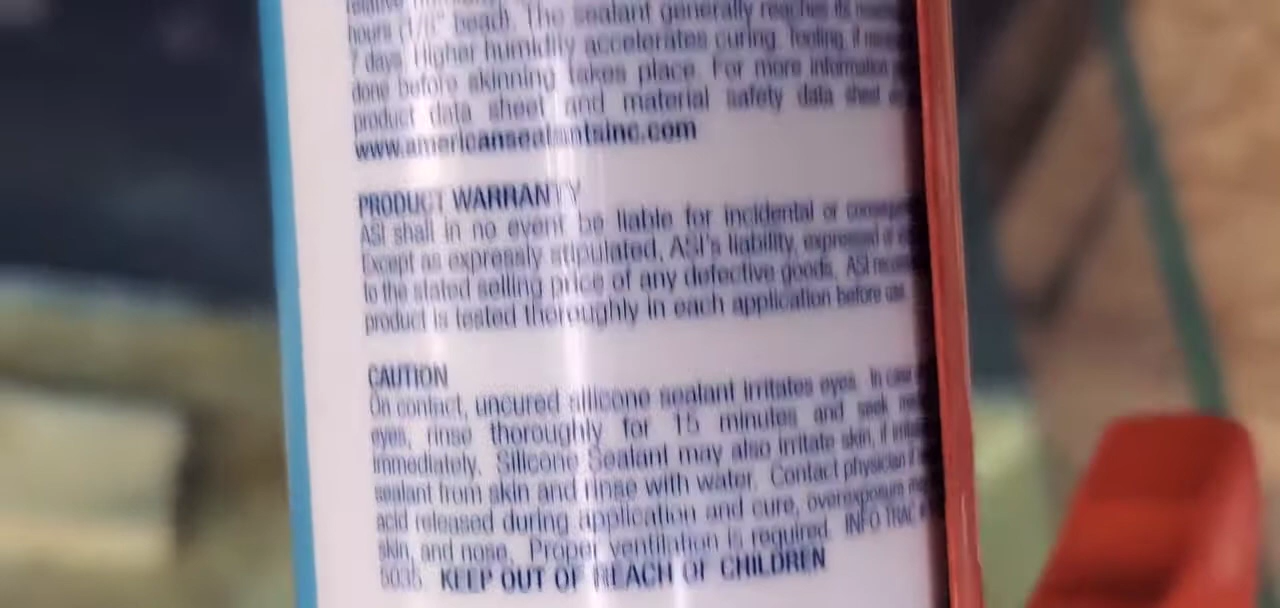 hours (1/8" bead). The sealant generally reaches its
7 days. Higher humidity accelerates curing. Tooling, if
done before skinning takes place. For more information
product data sheet and material safety data sheet
www.americansealantsinc.com
PRODUCT WARRANTY
ASI shall in no event be liable for incidental or
Except as expressly stipulated, ASI's liability, expressed
to the stated selling price of any defective goods. ASI
product is tested thoroughly in each application before
CAUTION
On contact, uncured silicone sealant irritates eyes. In case
eyes, rinse thoroughly for 15 minutes and seek
immediately. Silicone Sealant may also irritate skin, if
sealant from skin and rinse with water. Contact physician
acid released during application and cure, overexposure
skin, and nose. Proper ventilation is required. INFO TRAC
5035 KEEP OUT OF REACH OF CHILDREN